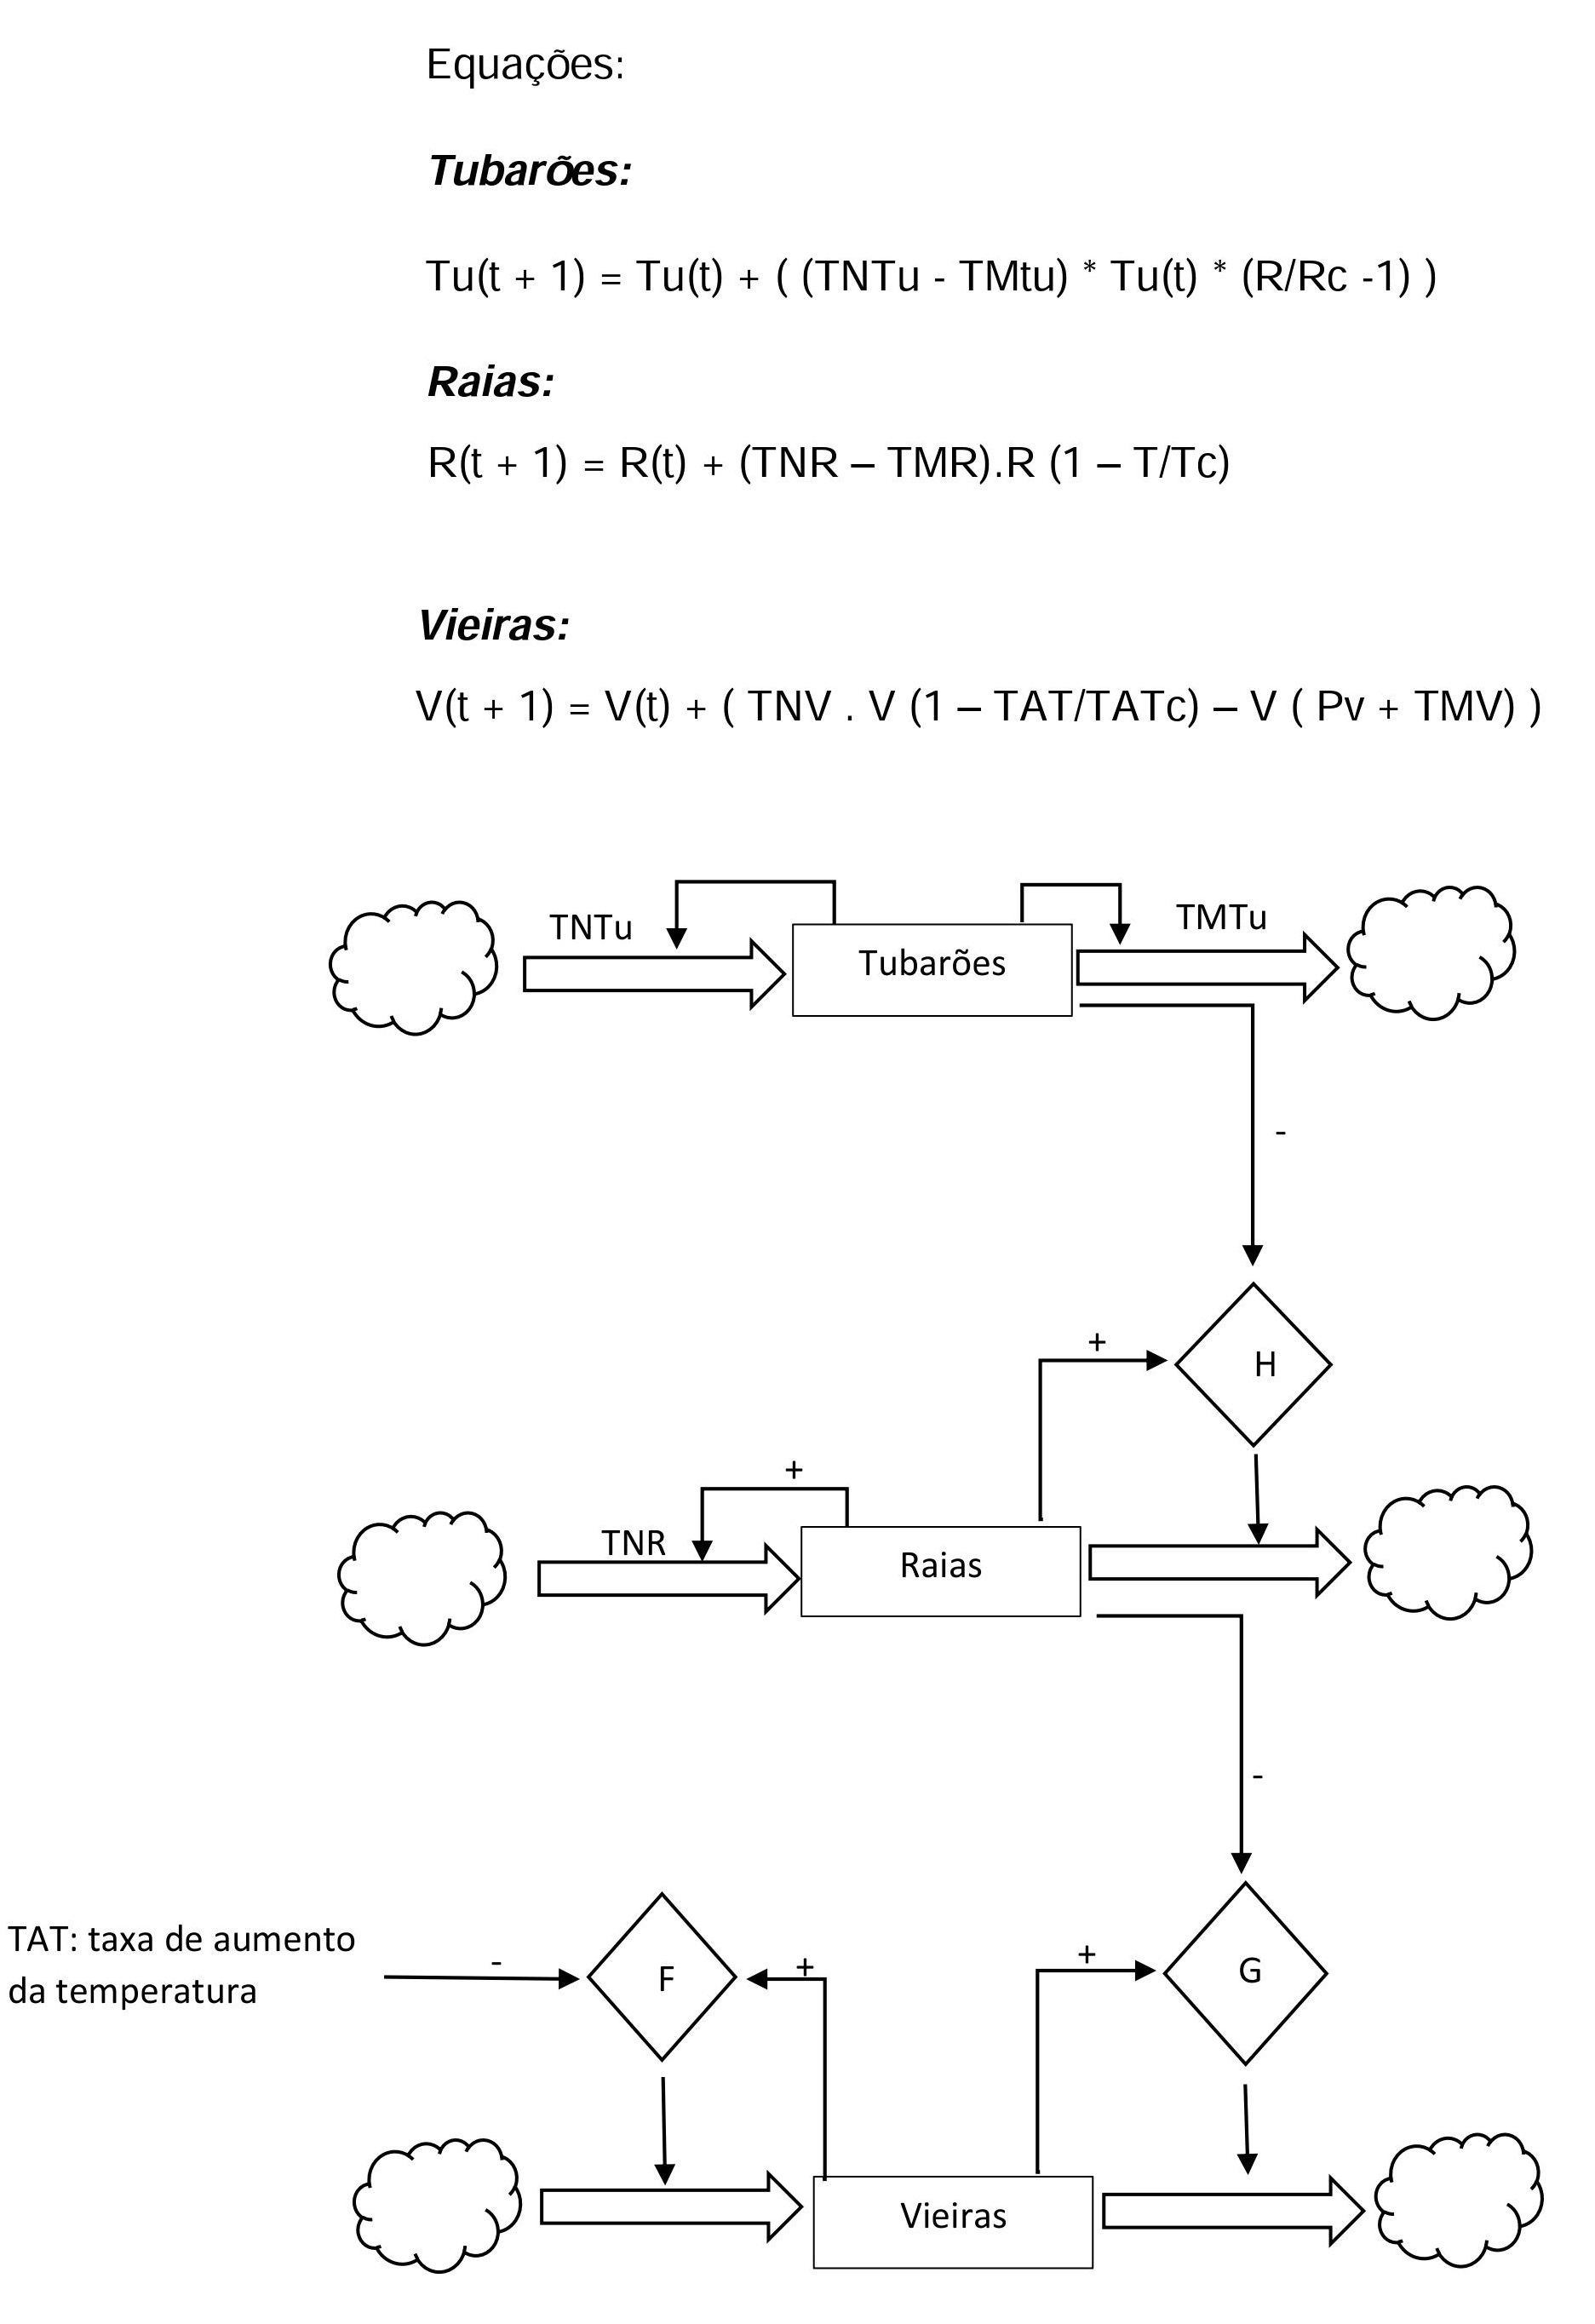 Equações:
Tubarões:
Tu(t + 1) = Tu(t) + ( (TNTu - TMtu) * Tu(t) * (R/Rc -1) )
Raias:
R(t + 1) = R(t) + (TNR – TMR).R (1 – T/Tc)
Vieiras:
V(t + 1) = V(t) + ( TNV . V (1 – TAT/TATc) – V ( Pv + TMV) )
TNTu
TMTu
Tubarões
-
+
H
+
TNR
Raias
-
TAT: taxa de aumento
da temperatura
-
F
+
+
G
Vieiras